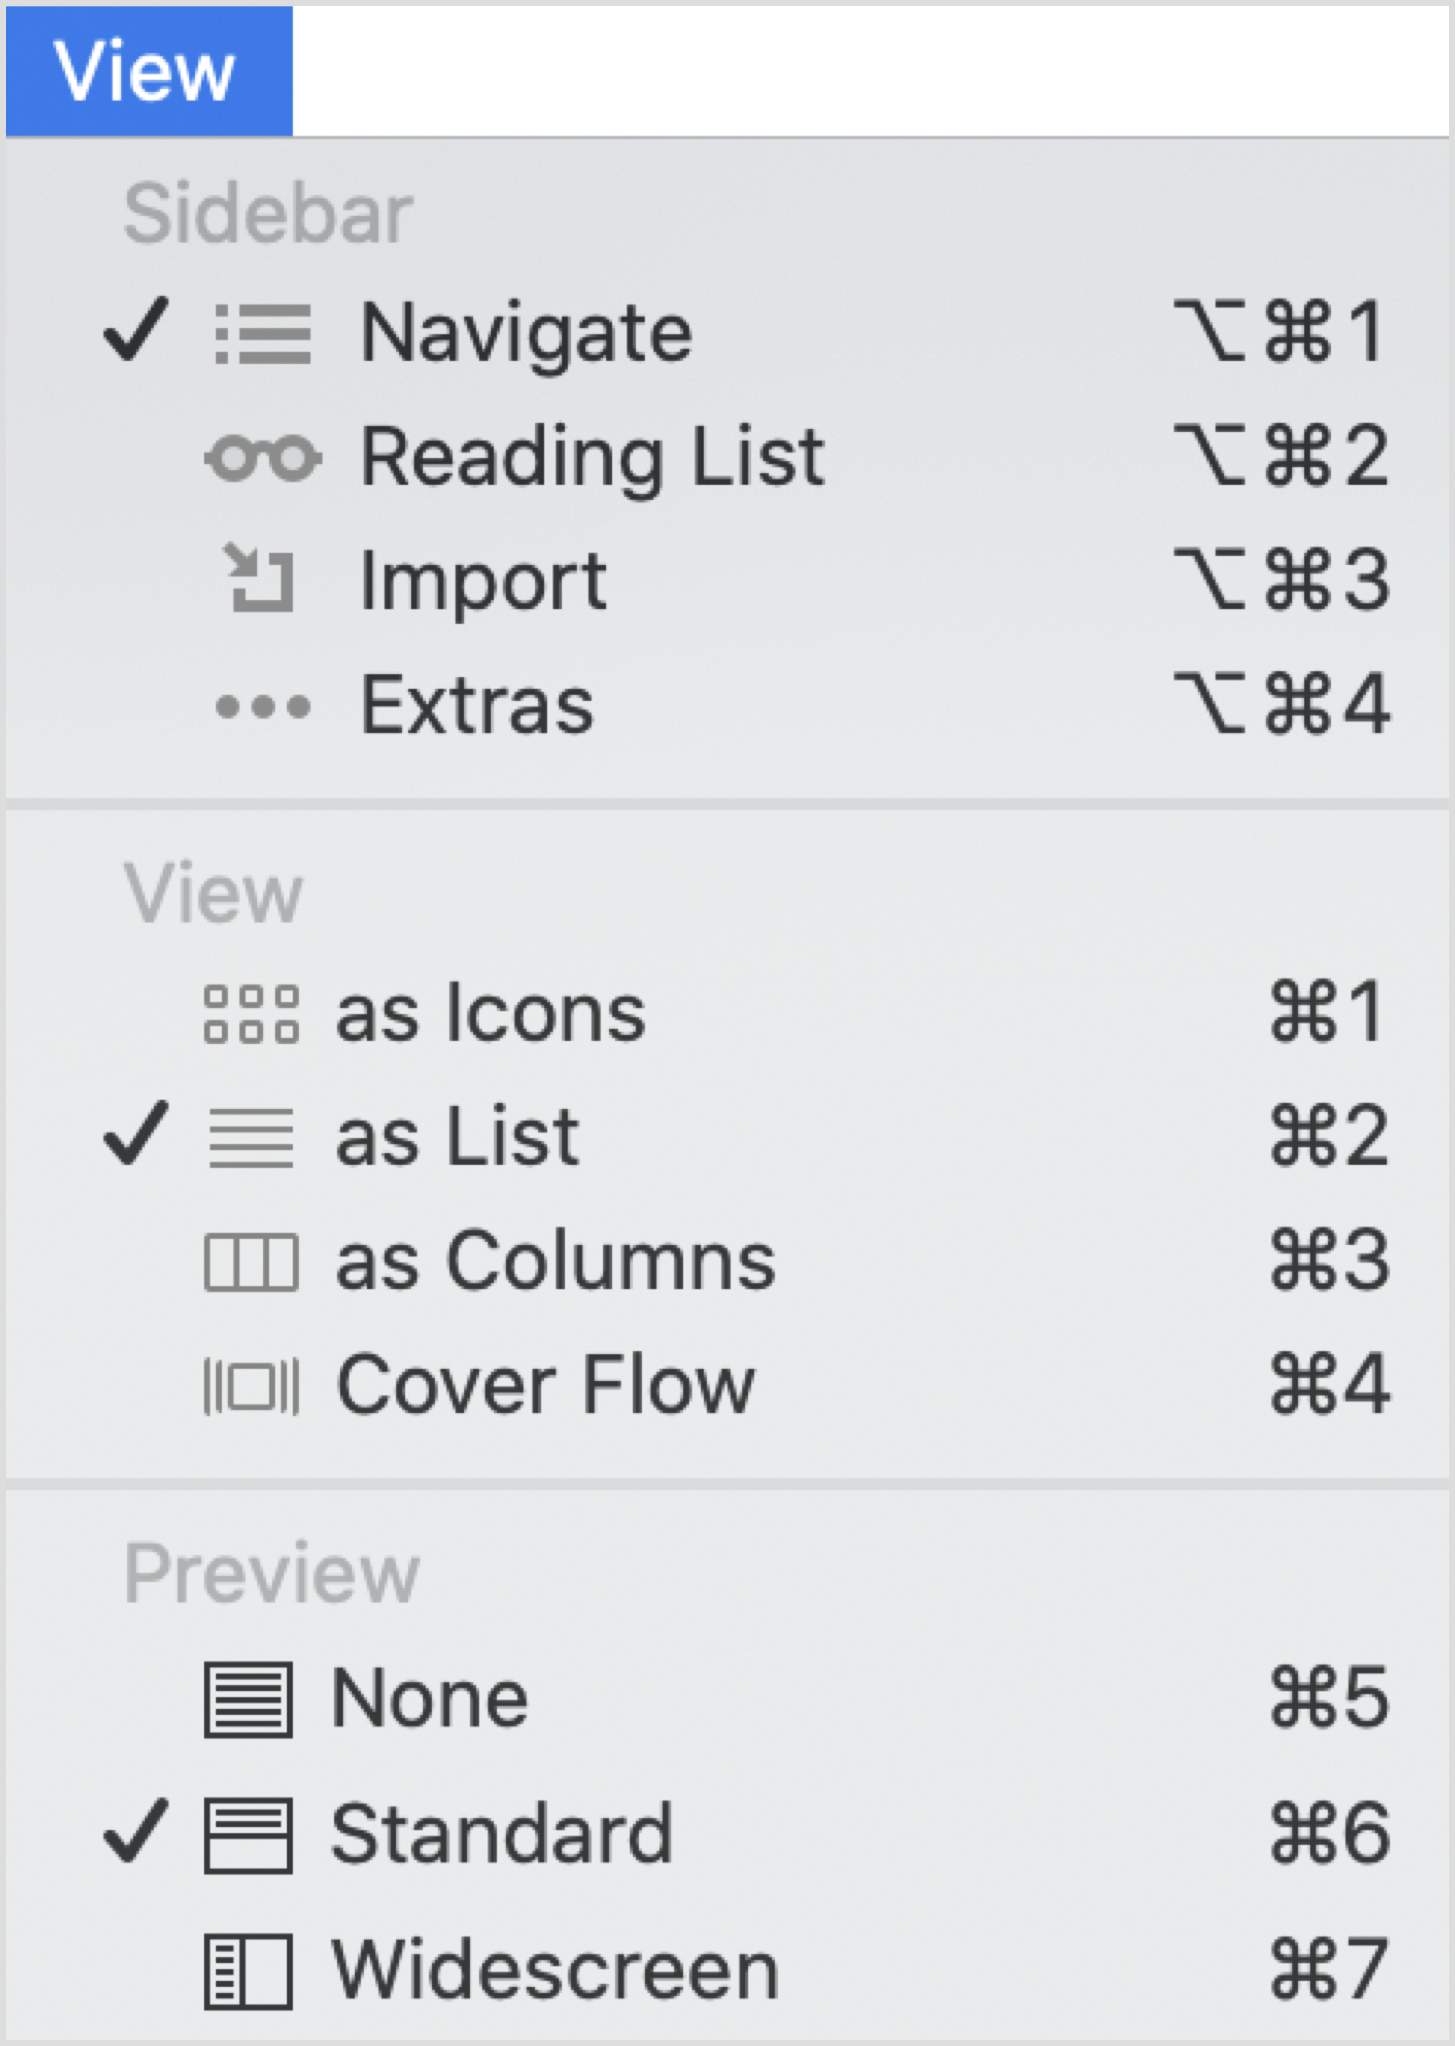 View
Sidebar
✓ Navigate ⌥⌘1
Reading List ⌥⌘2
Import ⌥⌘3
Extras ⌥⌘4
View
as Icons ⌘1
✓ as List ⌘2
as Columns ⌘3
Cover Flow ⌘4
Preview
None ⌘5
✓ Standard ⌘6
Widescreen ⌘7